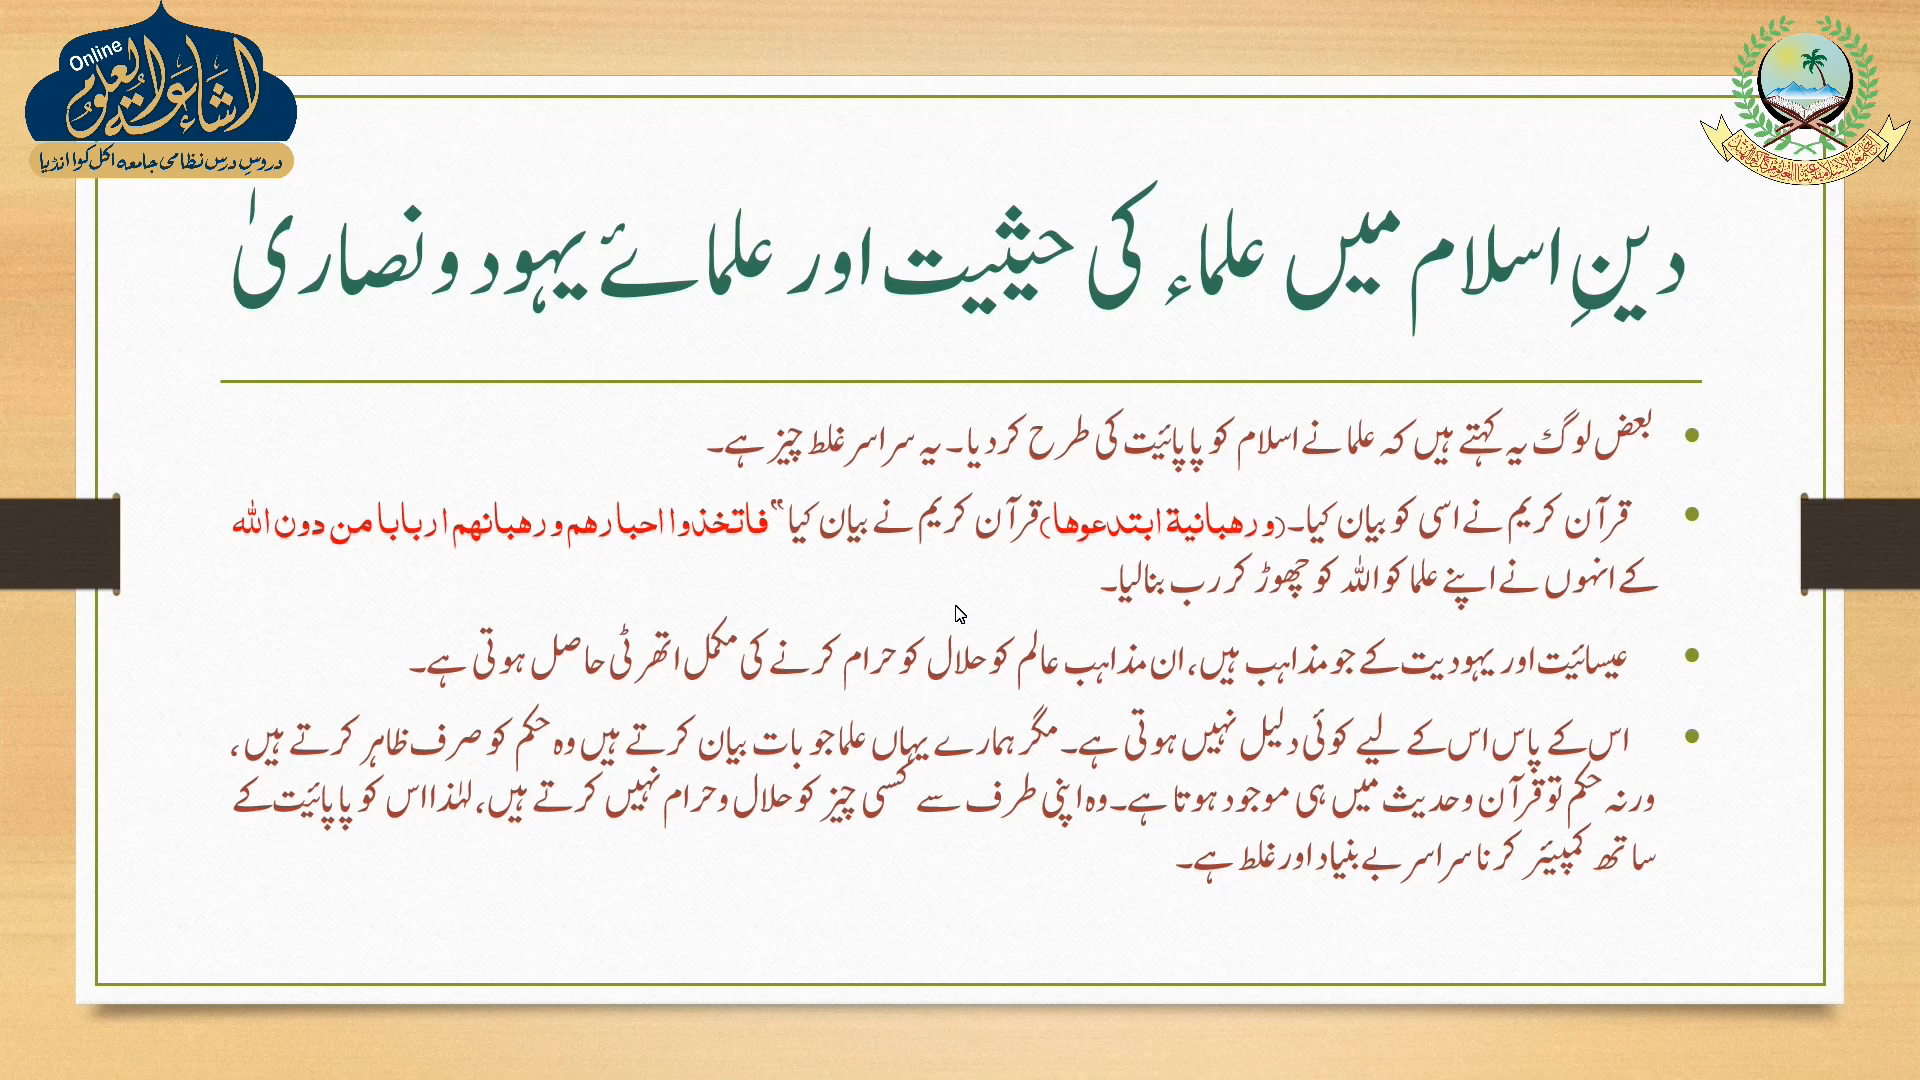 Online
اشاعة العلوم
دروسِ درس نظامی جامعہ اکل کوا انڈیا
دینِ اسلام میں علماء کی حیثیت اور علمائے یہود و نصاریٰ
بعض لوگ یہ کہتے ہیں کہ علما نے اسلام کو پاپائیت کی طرح کر دیا۔ یہ سراسر غلط چیز ہے۔
قرآن کریم نے اسی کو بیان کیا۔(ورهبانية ابتدعوها)قرآن کریم نے بیان کیا “فاتخذوا احبارهم ورهبانهم اربابا من دون الله
کے انہوں نے اپنے علما کو اللہ کو چھوڑ کر رب بنالیا۔
عیسائیت اور یہودیت کے جو مذاہب ہیں، ان مذاہب عالم کو حلال کو حرام کرنے کی مکمل اتھرٹی حاصل ہوتی ہے۔
اس کے پاس اس کے لیے کوئی دلیل نہیں ہوتی ہے۔ مگر ہمارے یہاں علما جو بات بیان کرتے ہیں وہ حکم کو صرف ظاہر کرتے ہیں،
ورنہ حکم تو قرآن وحدیث میں ہی موجود ہوتا ہے۔ وہ اپنی طرف سے کسی چیز کو حلال وحرام نہیں کرتے ہیں، لہٰذا اس کو پاپائیت کے
ساتھ کمپیئر کرنا سراسر بے بنیاد اور غلط ہے۔